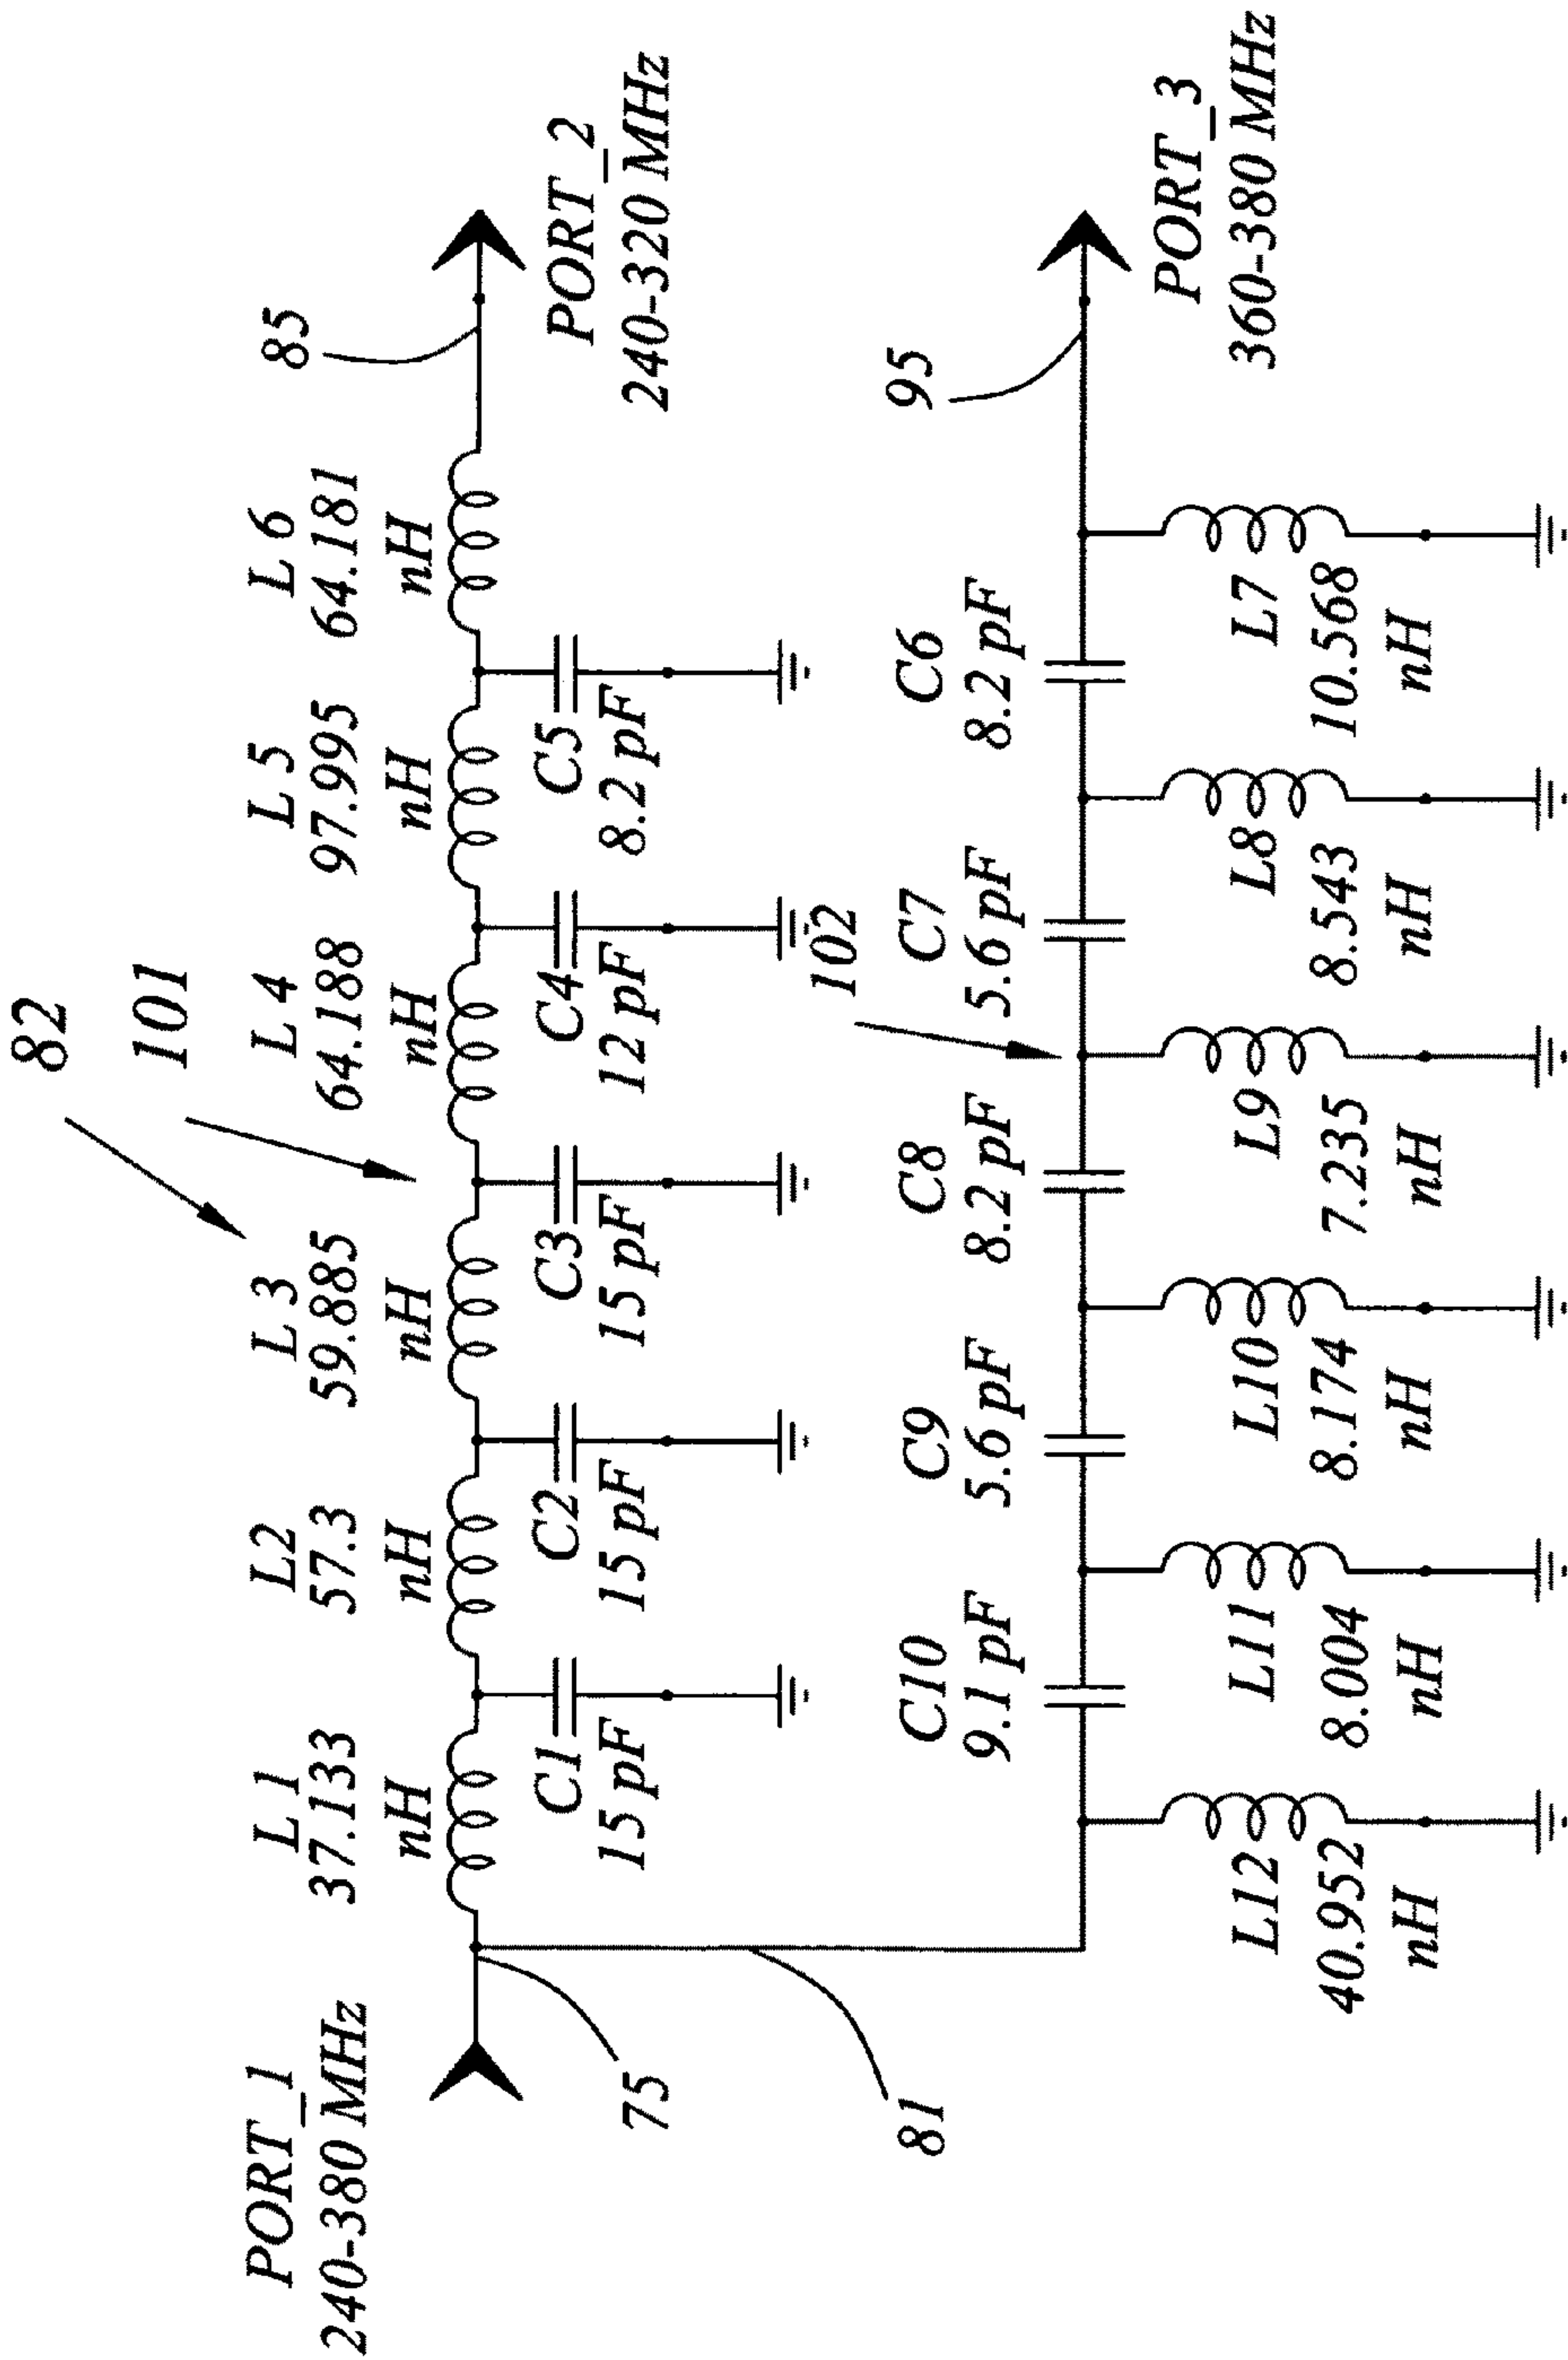 82
101
PORT_1
240-380 MHz
L 1
37.133
nH
L2
57.3
nH
L 3
59.885
nH
L 4
64.188
nH
L 5
97.995
nH
L 6
64.181
nH
85
PORT_2
240-320 MHz
75
C1
15 pF
C2
15 pF
C3
15 pF
C4
12 pF
C5
8.2 pF
81
102
95
C10
9.1 pF
C9
5.6 pF
C8
8.2 pF
C7
5.6 pF
C6
8.2 pF
PORT_3
360-380 MHz
L12
40.952
nH
L11
8.004
nH
L10
8.174
nH
L9
7.235
nH
L8
8.543
nH
L7
10.568
nH